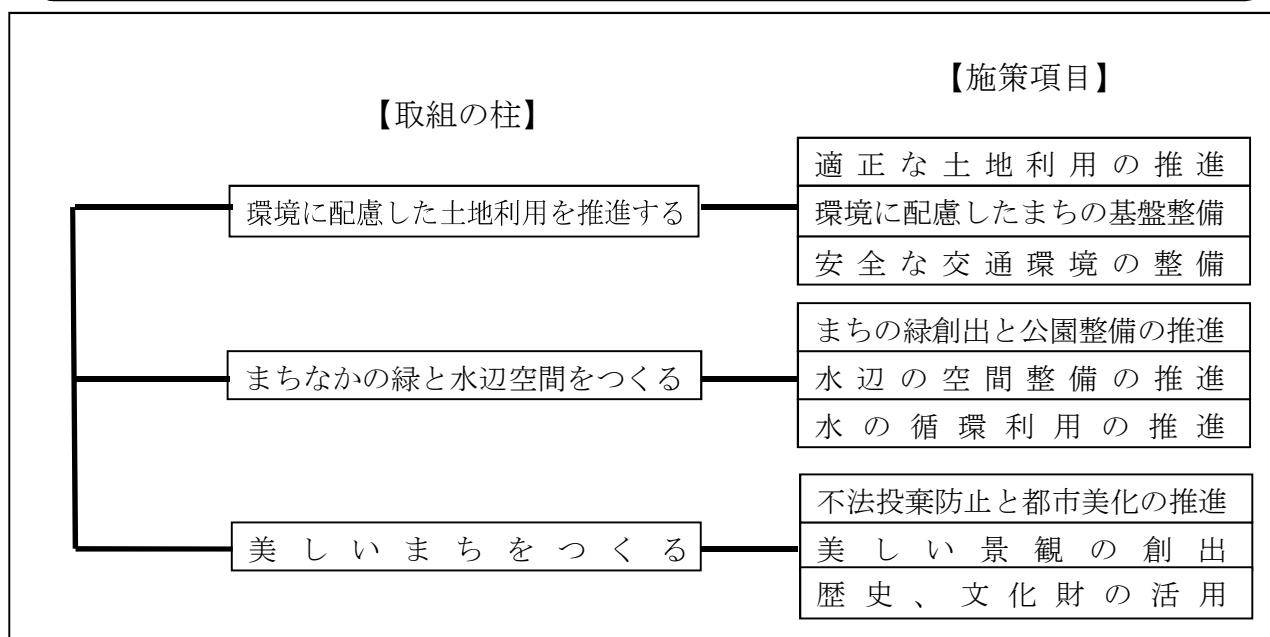 【施策項目】
【取組の柱】
環境に配慮した土地利用を推進する
適正な土地利用の推進
環境に配慮したまちの基盤整備
安全な交通環境の整備
まちなかの緑と水辺空間をつくる
まちの緑創出と公園整備の推進
水辺の空間整備の推進
水の循環利用の推進
美しいまちをつくる
不法投棄防止と都市美化の推進
美しい景観の創出
歴史、文化財の活用